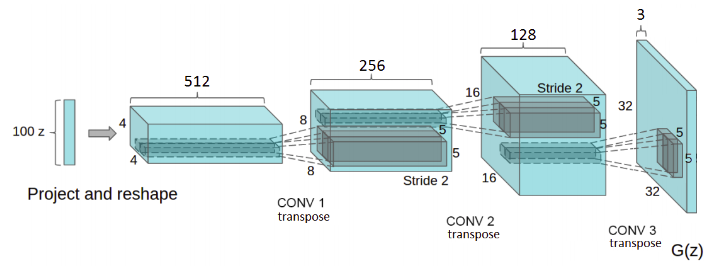 100 z
Project and reshape
512
4
4
CONV 1
transpose
256
8
8
5
5
Stride 2
CONV 2
transpose
128
16
16
Stride 2
5
5
CONV 3
transpose
3
32
32
5
5
G(z)